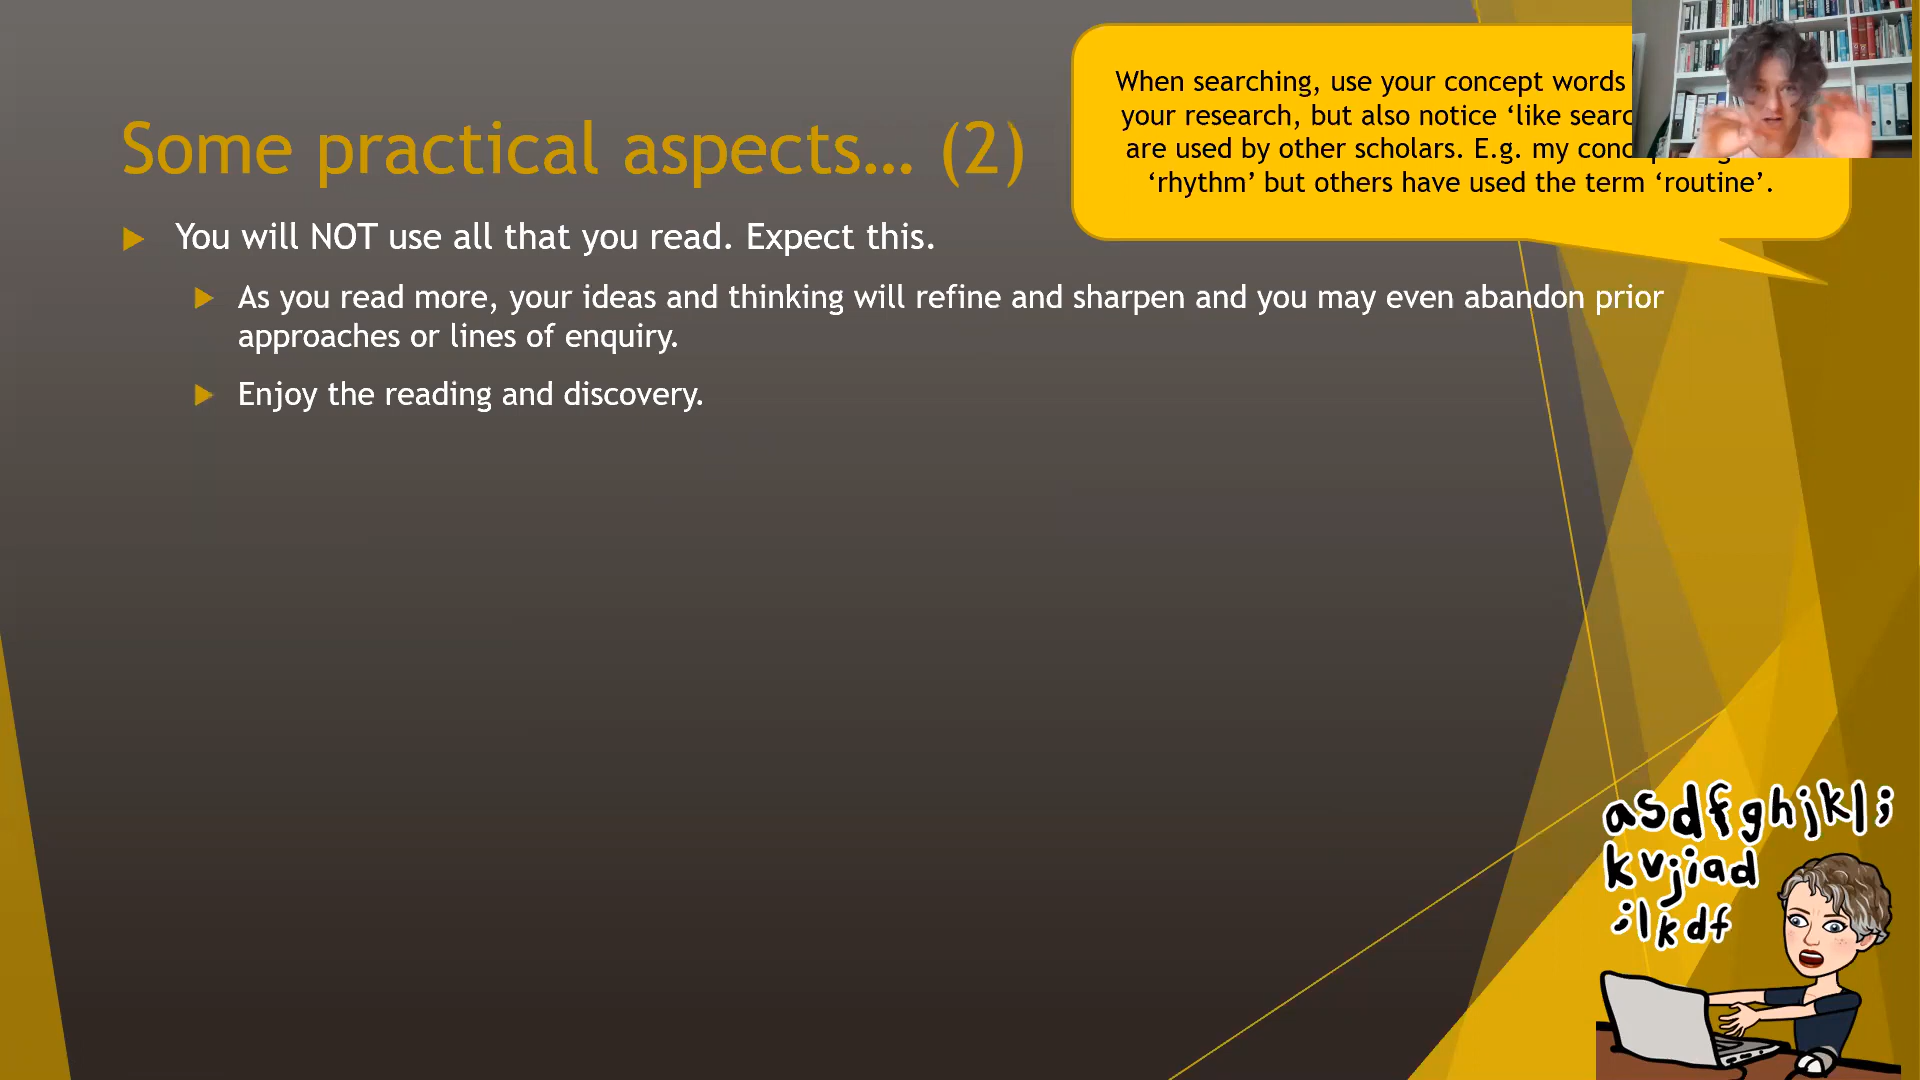 Some practical aspects... (2)
When searching, use your concept words
your research, but also notice ‘like
are used by other scholars. E.g. my
‘rhythm’ but others have used the term ‘routine’.
You will NOT use all that you read. Expect this.
As you read more, your ideas and thinking will refine and sharpen and you may even abandon prior
approaches or lines of enquiry.
Enjoy the reading and discovery.
asdfghjkl;
kvjiad
;lkdf